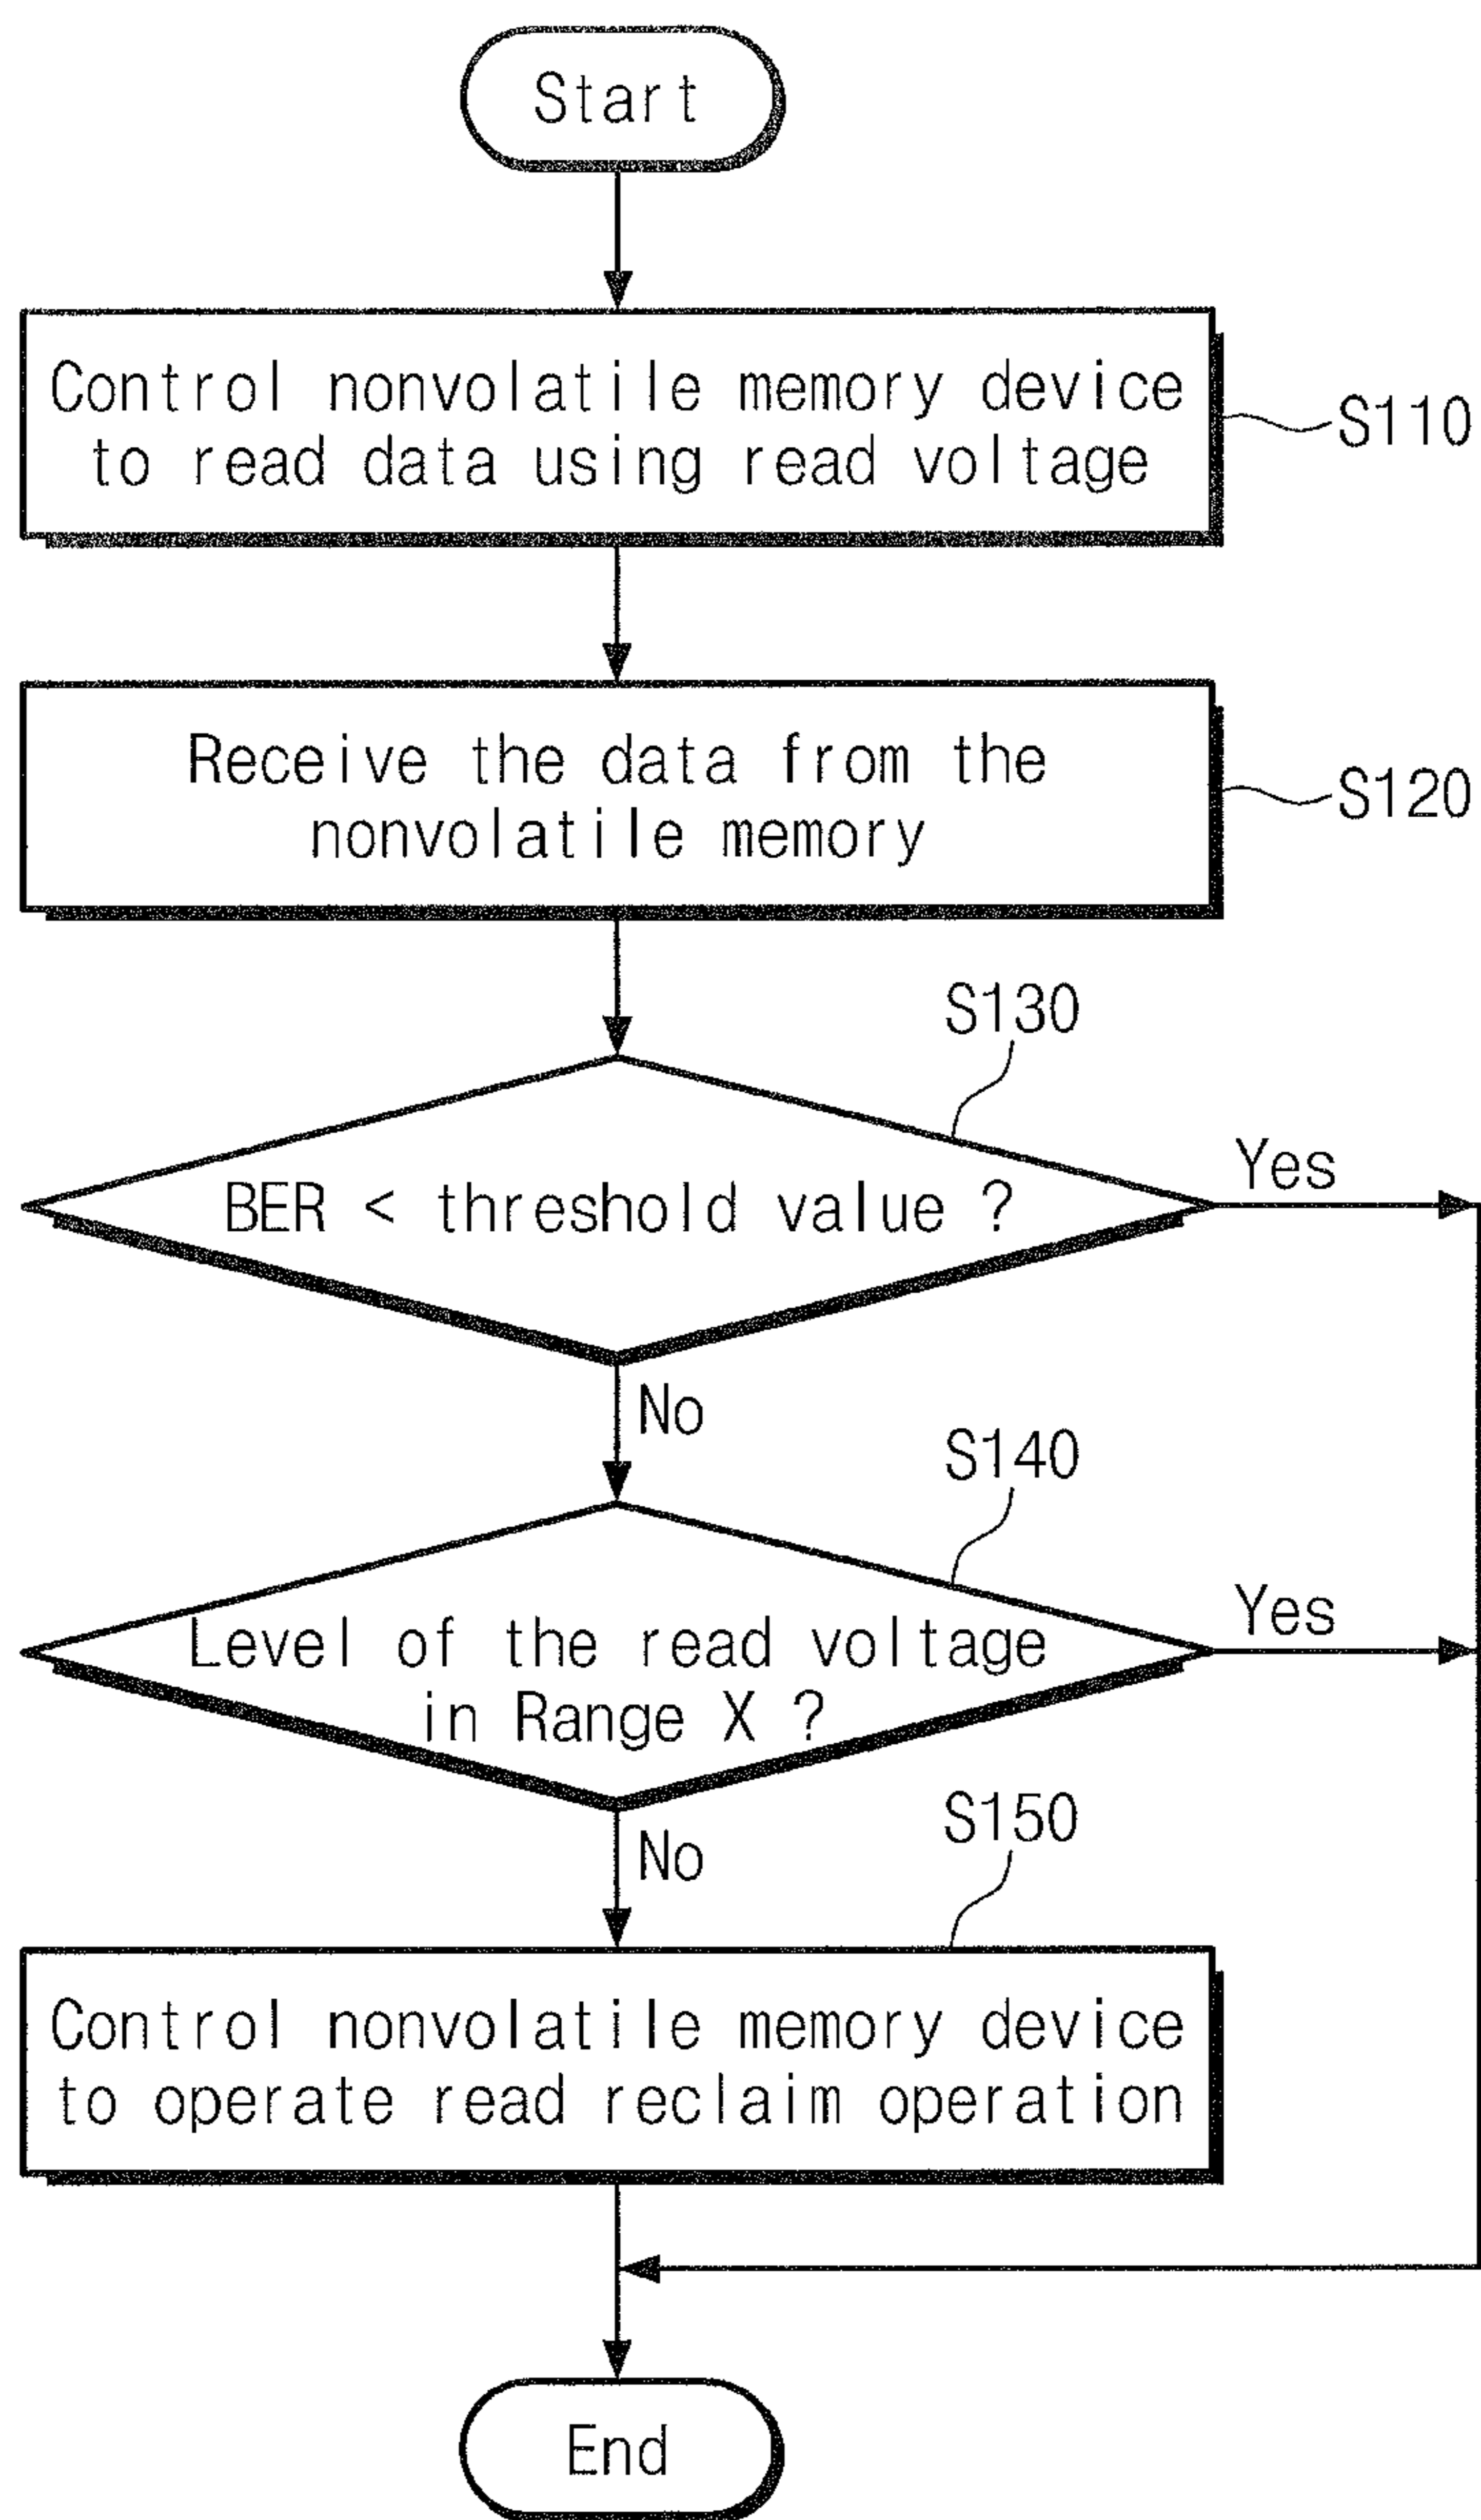 Start
Control nonvolatile memory device
to read data using read voltage
S110
Receive the data from the
nonvolatile memory
S120
S130
BER < threshold value ?
Yes
No
S140
Level of the read voltage
in Range X ?
Yes
No
S150
Control nonvolatile memory device
to operate read reclaim operation
End